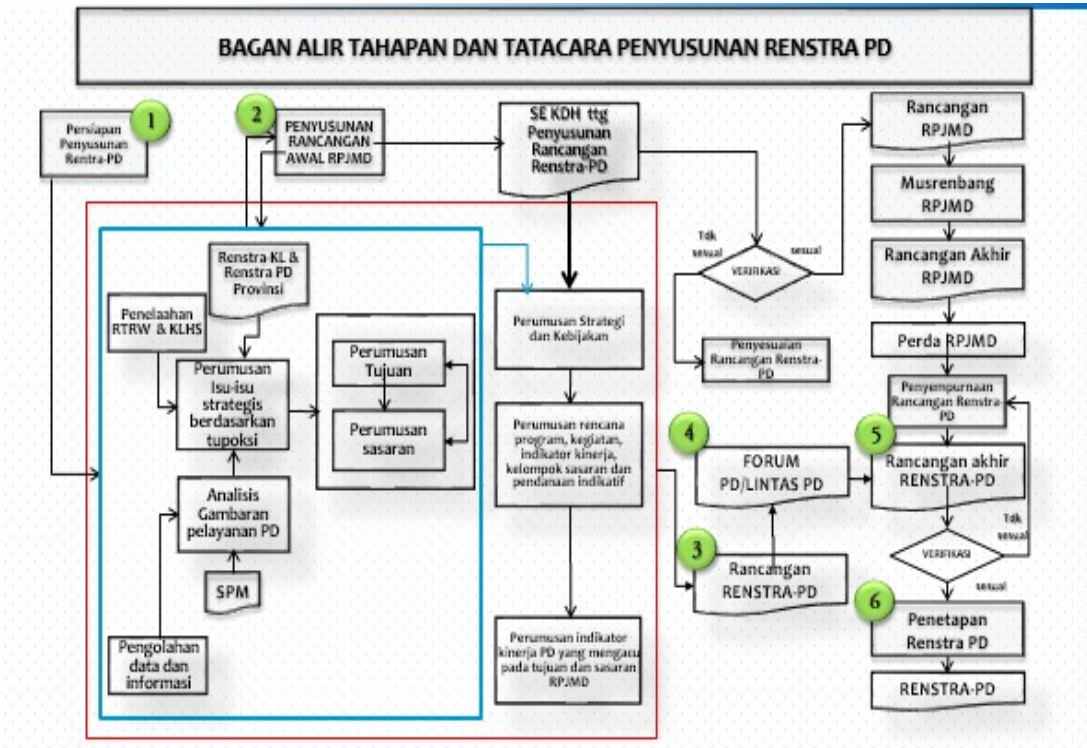 BAGAN ALIR TAHAPAN DAN TATACARA PENYUSUNAN RENSTRA PD
1
Persiapan
Penyusunan
Rentra-PD
2
PENYUSUNAN
RANCANGAN
AWAL RPJMD
SE KDH ttg
Penyusunan
Rancangan
Renstra-PD
Rancangan
RPJMD
Musrenbang
RPJMD
Rancangan Akhir
RPJMD
Perda RPJMD
Penyempurnaan
Rancangan Renstra-
PD
Tdk
sesuai
sesuai
VERIFIKASI
Penyesuaian
Rancangan Renstra-
PD
Renstra-KL &
Renstra PD
Provinsi
Penelaahan
RTRW & KLHS
Perumusan
Isu-isu
strategis
berdasarkan
tupoksi
Perumusan
Tujuan
Perumusan
sasaran
Analisis
Gambaran
pelayanan PD
SPM
Pengolahan
data dan
informasi
Perumusan Strategi
dan Kebijakan
Perumusan rencana
program, kegiatan,
indikator kinerja,
kelompok sasaran dan
pendanaan indikatif
Perumusan indikator
kinerja PD yang mengacu
pada tujuan dan sasaran
RPJMD
3
Rancangan
RENSTRA-PD
4
FORUM
PD/LINTAS PD
5
Rancangan akhir
RENSTRA-PD
Tdk
sesuai
VERIFIKASI
sesuai
6
Penetapan
Renstra PD
RENSTRA-PD